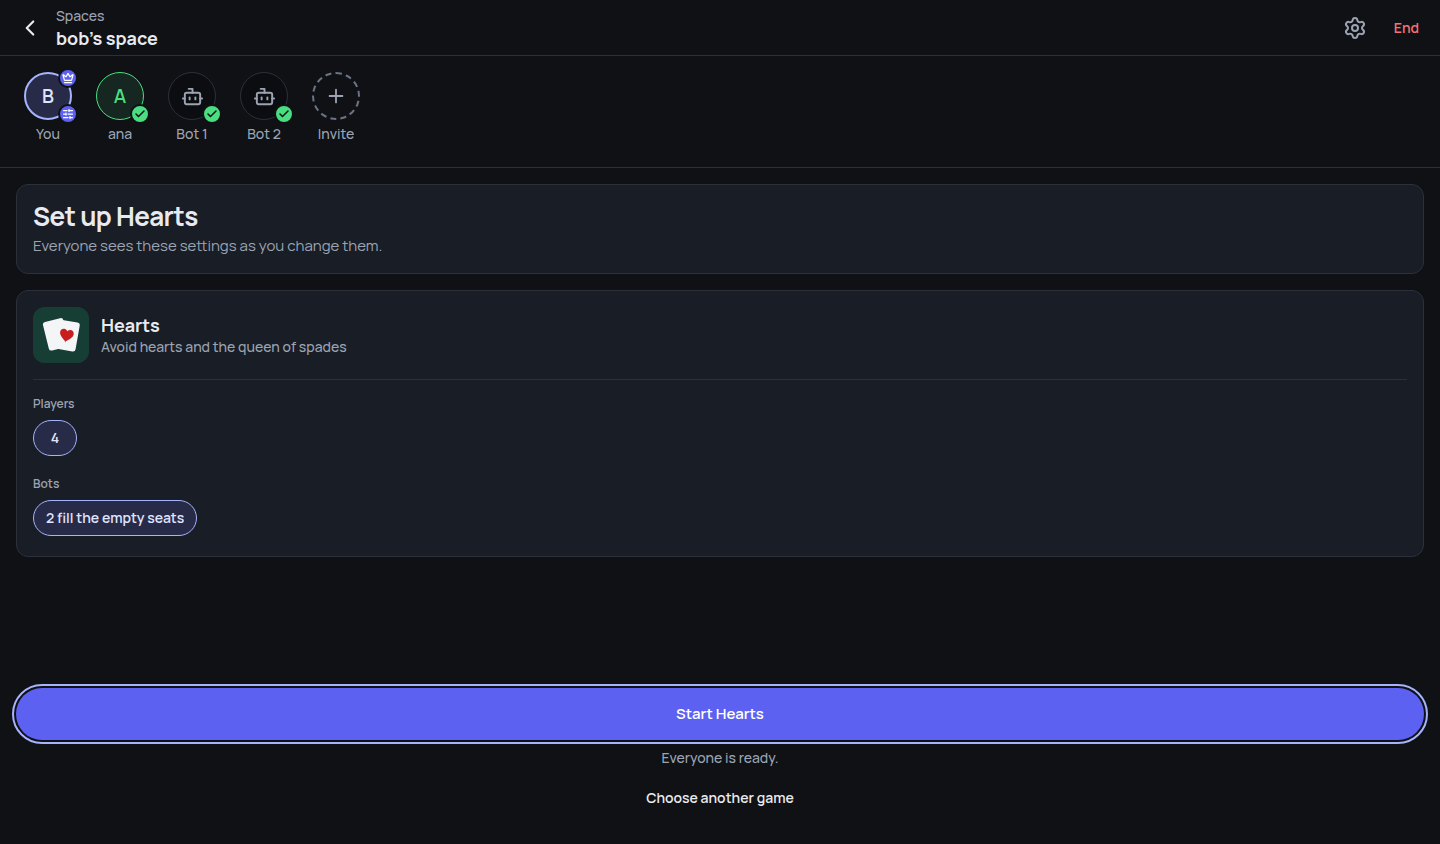 Spaces
bob's space
End
B
A
You
ana
Bot 1
Bot 2
Invite
Set up Hearts
Everyone sees these settings as you change them.
Hearts
Avoid hearts and the queen of spades
Players
4
Bots
2 fill the empty seats
Start Hearts
Everyone is ready.
Choose another game